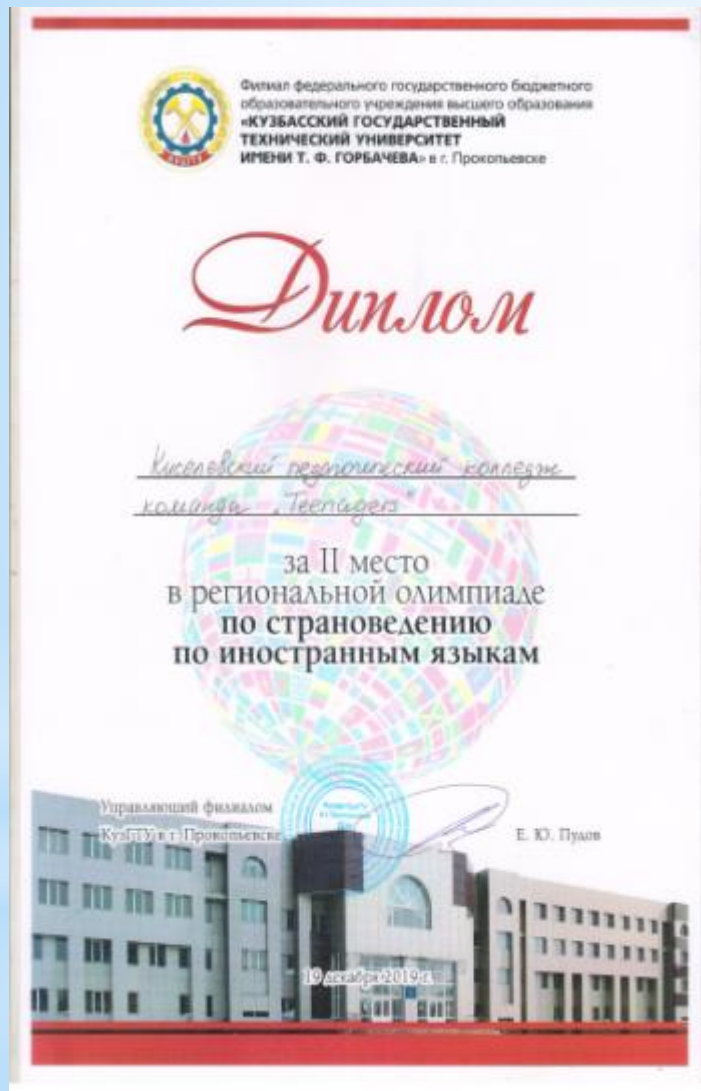 Филиал федерального государственного бюджетного
образовательного учреждения высшего образования
«КУЗБАССКИЙ ГОСУДАРСТВЕННЫЙ
ТЕХНИЧЕСКИЙ УНИВЕРСИТЕТ
ИМЕНИ Т. Ф. ГОРБАЧЕВА» в г. Прокопьевске
КузГТУ
Диплом
Киселевский педагогический колледж
команда "Teenagers"
за II место
в региональной олимпиаде
по страноведению
по иностранным языкам
Управляющий филиалом
КузГТУ в г. Прокопьевске
Е. Ю. Пудов
19 декабря 2019 г.